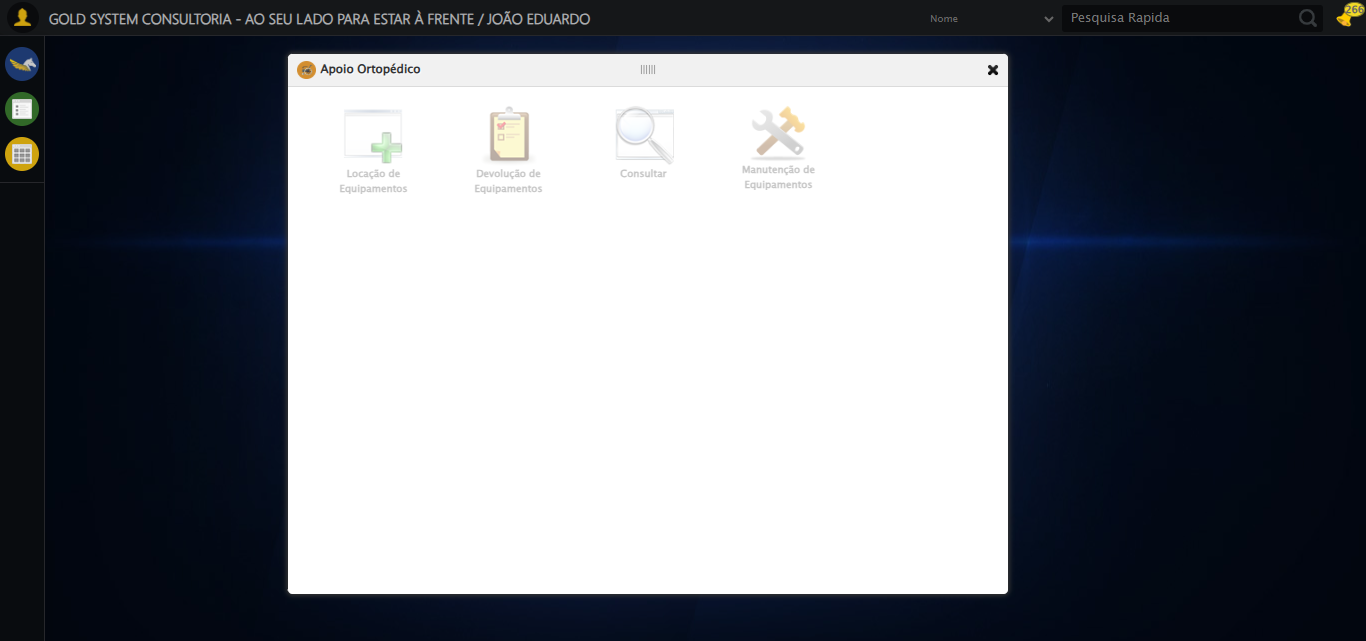 GOLD SYSTEM CONSULTORIA - AO SEU LADO PARA ESTAR À FRENTE / JOÃO EDUARDO
Nome
Pesquisa Rapida
266
Apoio Ortopédico
Locação de
Equipamentos
Devolução de
Equipamentos
Consultar
Manutenção de
Equipamentos